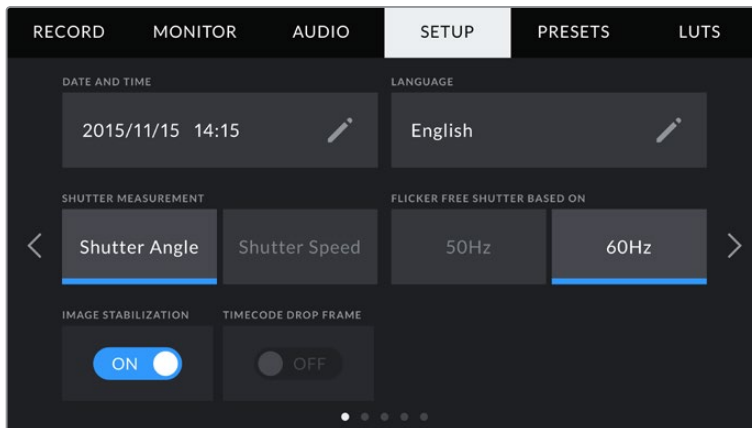 RECORD MONITOR AUDIO SETUP PRESETS LUTS
DATE AND TIME LANGUAGE
2015/11/15 14:15 English
SHUTTER MEASUREMENT FLICKER FREE SHUTTER BASED ON
Shutter Angle Shutter Speed 50Hz 60Hz
IMAGE STABILIZATION TIMECODE DROP FRAME
ON OFF